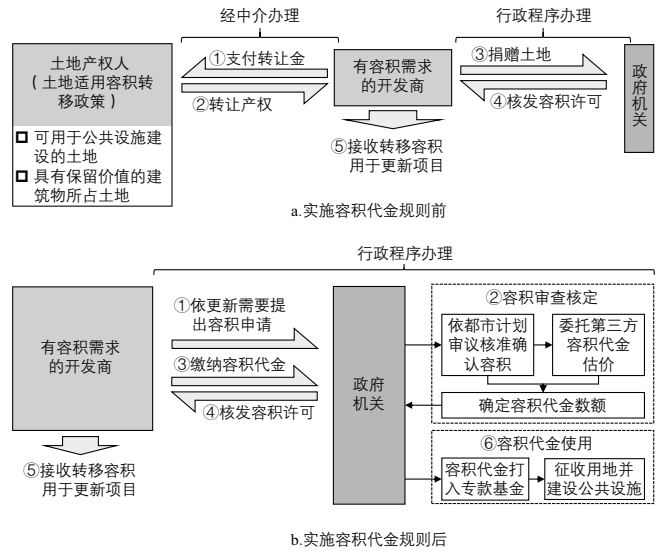 经中介办理
行政程序办理
土地产权人
（土地适用容积转
移政策）
可用于公共设施建
设的土地
具有保留价值的建
筑物所占土地
①支付转让金
②转让产权
有容积需求
的开发商
③捐赠土地
④核发容积许可
政府机关
⑤接收转移容积
用于更新项目
a.实施容积代金规则前
行政程序办理
有容积需求
的开发商
①依更新需要提
出容积申请
③缴纳容积代金
④核发容积许可
⑤接收转移容积
用于更新项目
政府
机关
②容积审查核定
依都市计划
审议核准确
认容积
委托第三方
容积代金
估价
确定容积代金数额
⑥容积代金使用
容积代金打
入专款基金
征收用地并
建设公共设施
b.实施容积代金规则后